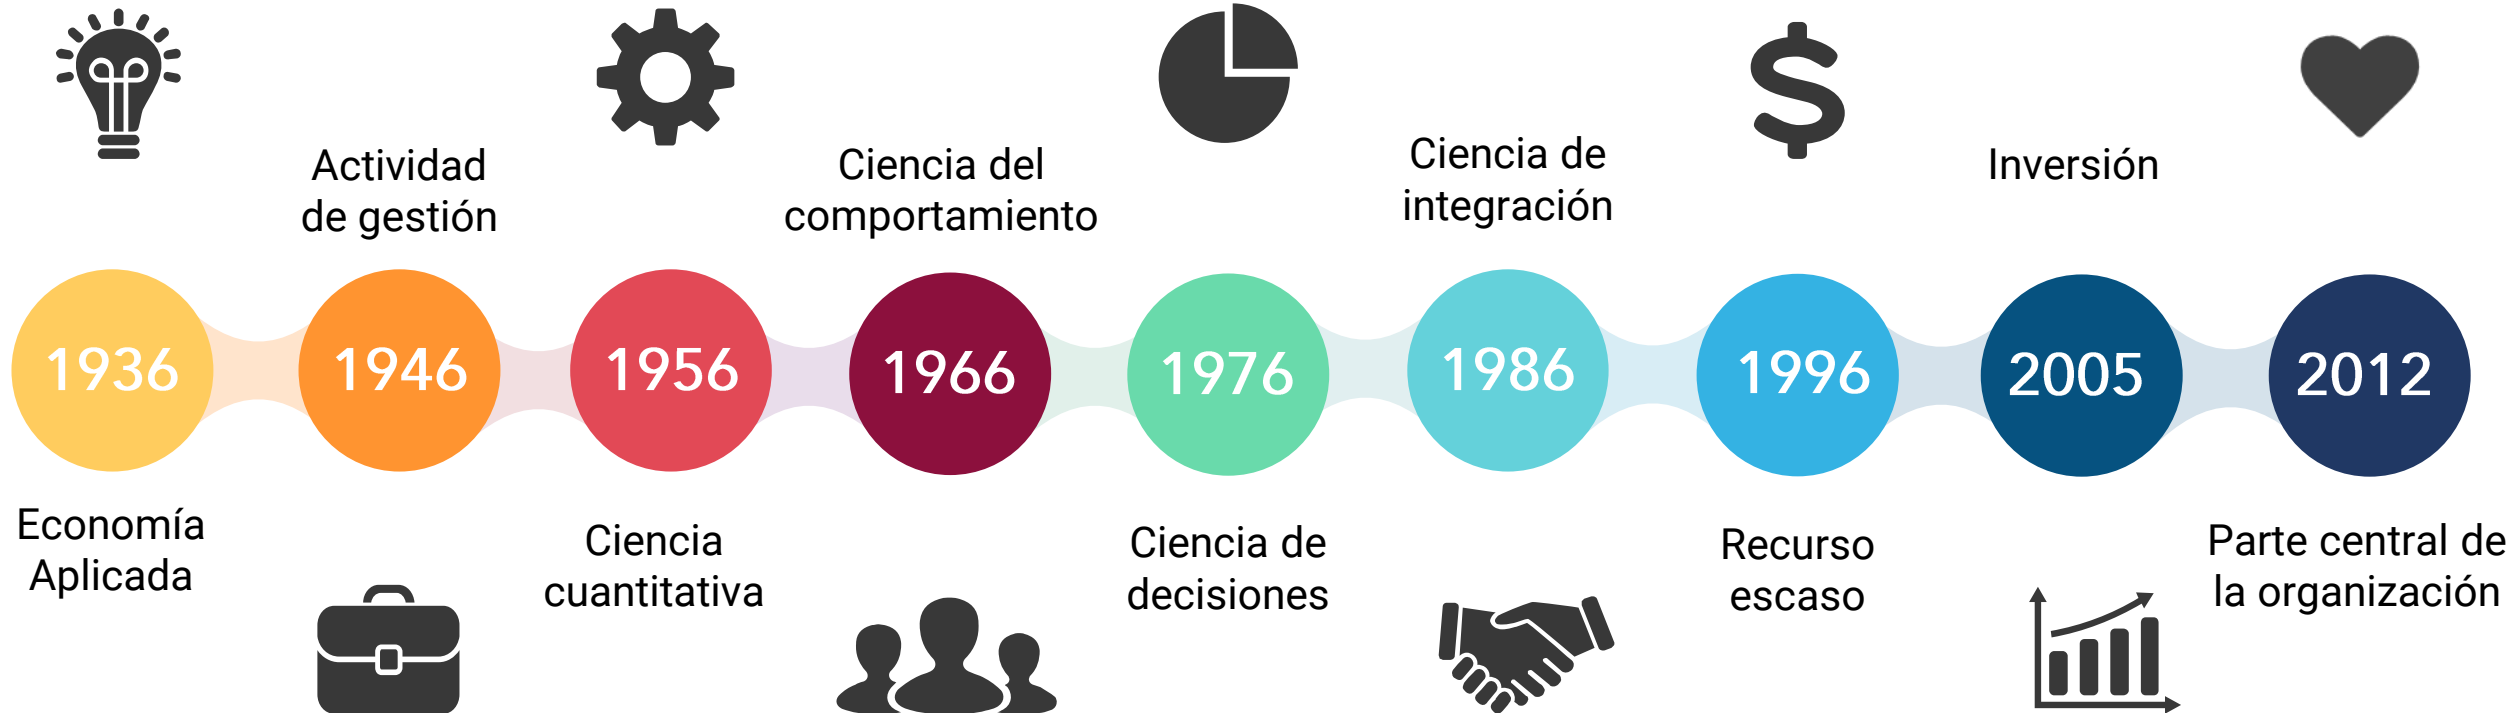 Actividad
de gestión
Ciencia del
comportamiento
Ciencia de
integración
Inversión
1936
1946
1956
1966
1976
1986
1996
2005
2012
Economía
Aplicada
Ciencia
cuantitativa
Ciencia de
decisiones
Recurso
escaso
Parte central de
la organización